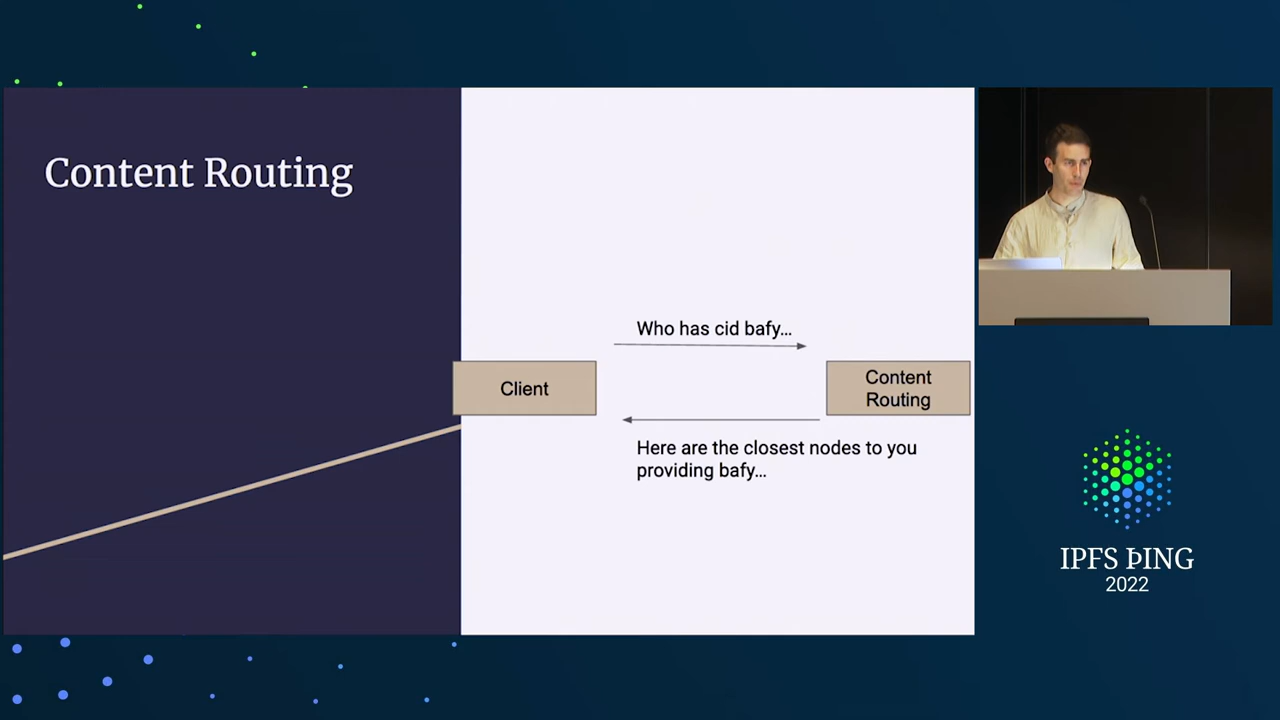 Content Routing
Who has cid bafy...
Client
Content
Routing
Here are the closest nodes to you
providing bafy...
IPFS ÞING
2022